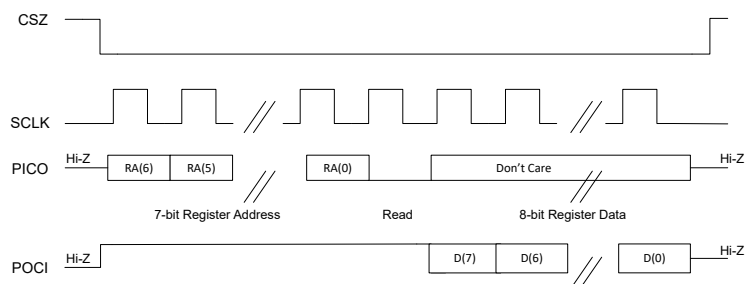 CSZ
SCLK
PICO
Hi-Z
RA(6)
RA(5)
RA(0)
Don't Care
Hi-Z
7-bit Register Address
Read
8-bit Register Data
POCI
Hi-Z
D(7)
D(6)
D(0)
Hi-Z